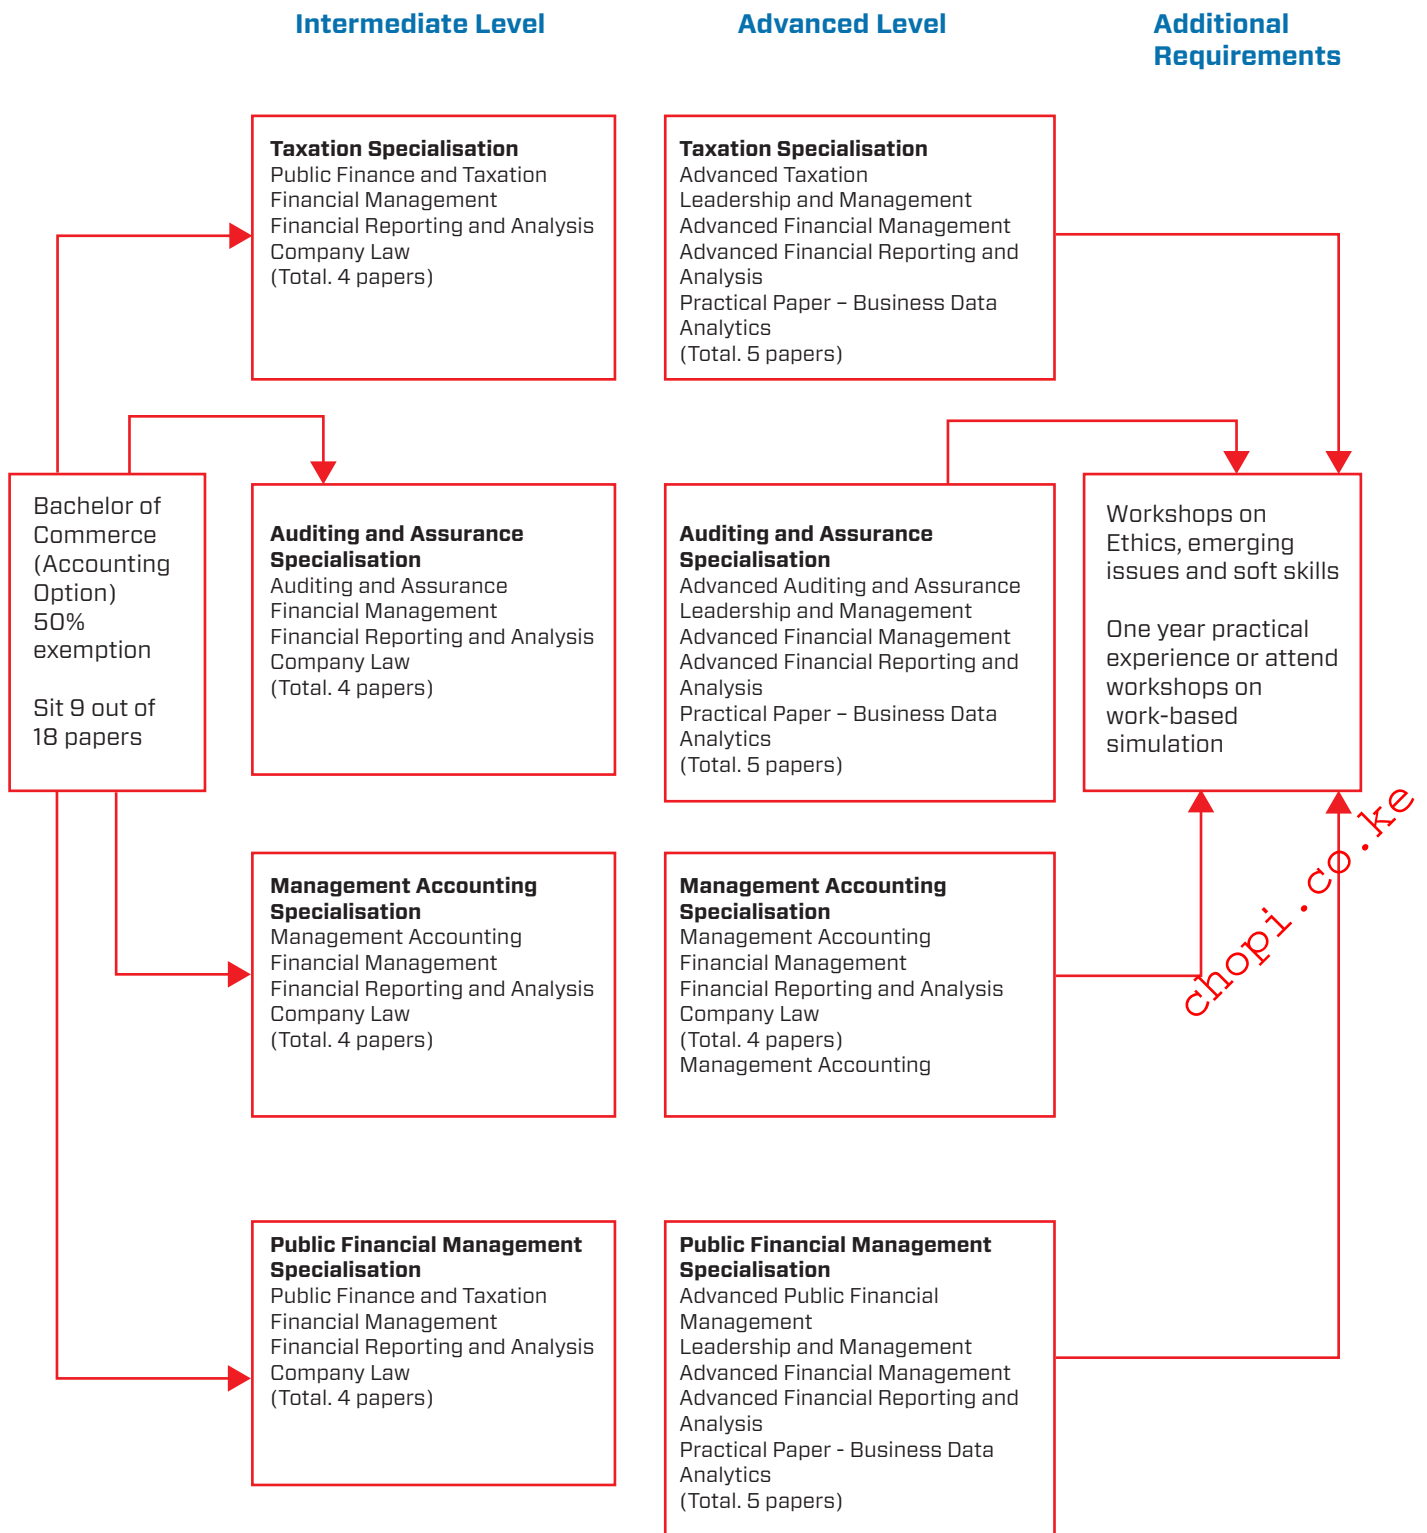 Intermediate Level
Advanced Level
Additional
Requirements
Taxation Specialisation
Public Finance and Taxation
Financial Management
Financial Reporting and Analysis
Company Law
(Total. 4 papers)
Taxation Specialisation
Advanced Taxation
Leadership and Management
Advanced Financial Management
Advanced Financial Reporting and
Analysis
Practical Paper – Business Data
Analytics
(Total. 5 papers)
Bachelor of
Commerce
(Accounting
Option)
50%
exemption
Sit 9 out of
18 papers
Auditing and Assurance
Specialisation
Auditing and Assurance
Financial Management
Financial Reporting and Analysis
Company Law
(Total. 4 papers)
Auditing and Assurance
Specialisation
Advanced Auditing and Assurance
Leadership and Management
Advanced Financial Management
Advanced Financial Reporting and
Analysis
Practical Paper – Business Data
Analytics
(Total. 5 papers)
Workshops on
Ethics, emerging
issues and soft skills
One year practical
experience or attend
workshops on
work-based
simulation
chopi.co.ke
Management Accounting
Specialisation
Management Accounting
Financial Management
Financial Reporting and Analysis
Company Law
(Total. 4 papers)
Management Accounting
Specialisation
Management Accounting
Financial Management
Financial Reporting and Analysis
Company Law
(Total. 4 papers)
Management Accounting
Public Financial Management
Specialisation
Public Finance and Taxation
Financial Management
Financial Reporting and Analysis
Company Law
(Total. 4 papers)
Public Financial Management
Specialisation
Advanced Public Financial
Management
Leadership and Management
Advanced Financial Management
Advanced Financial Reporting and
Analysis
Practical Paper - Business Data
Analytics
(Total. 5 papers)